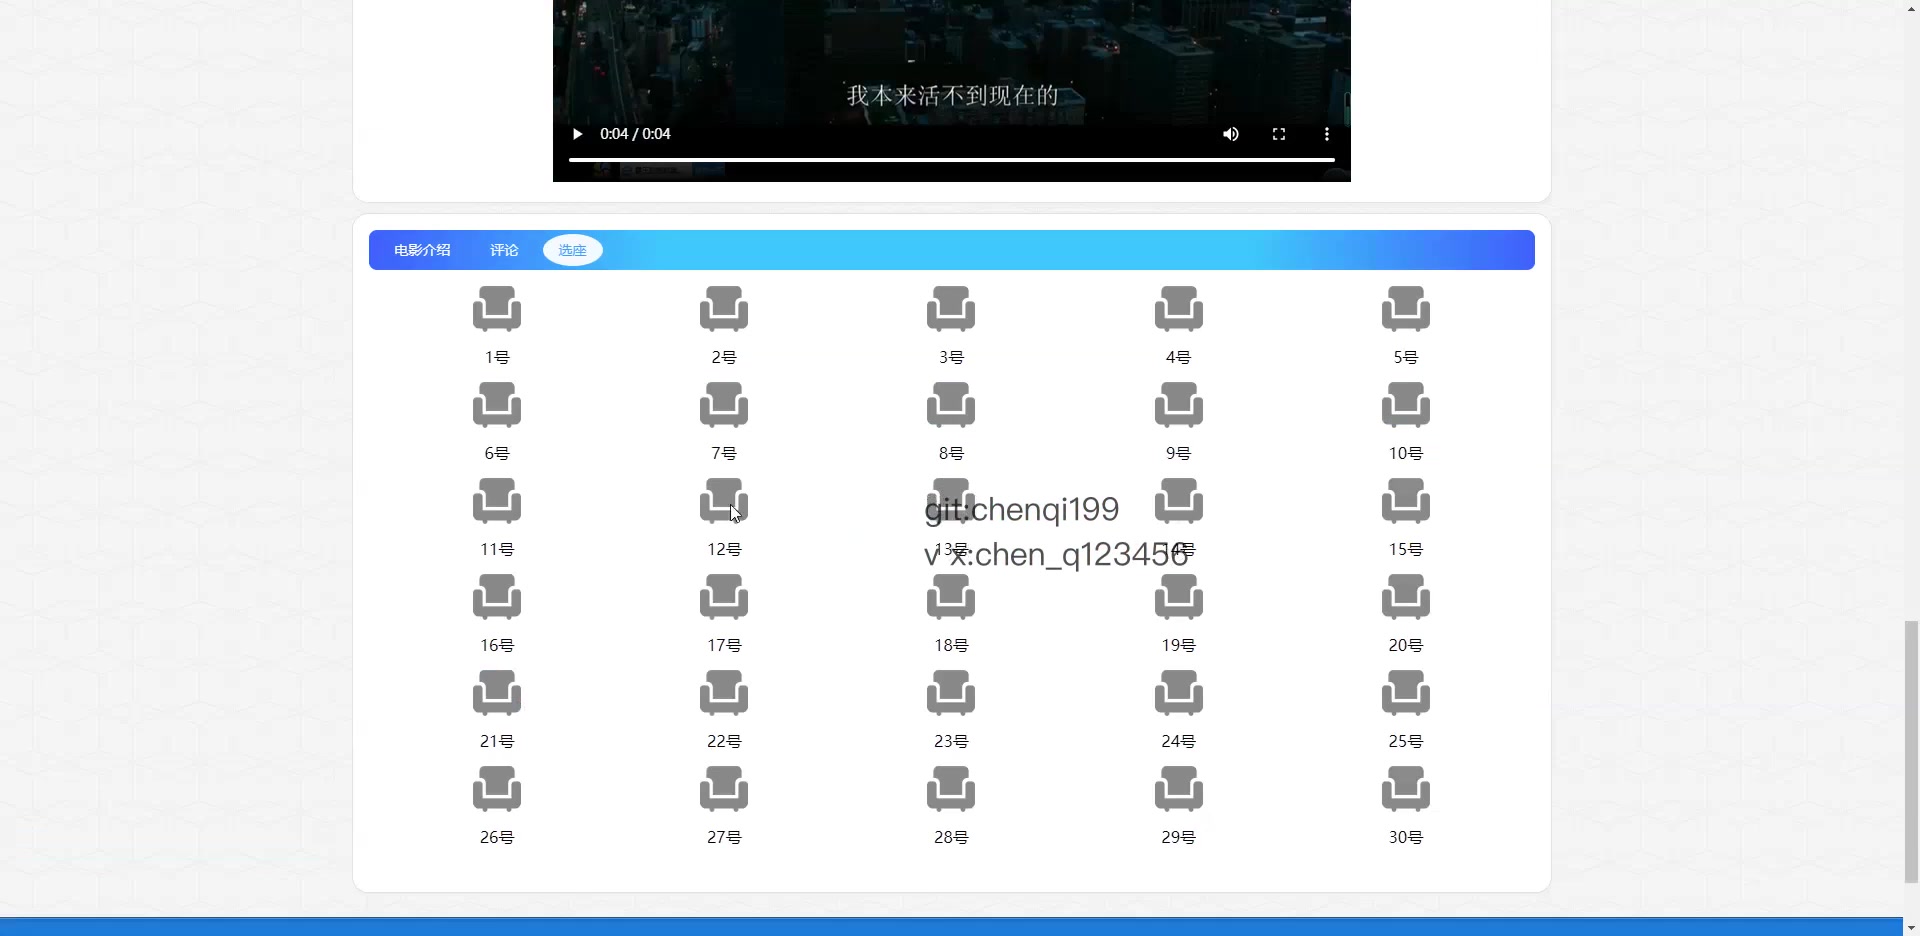 我本来活不到现在的
0:04 / 0:04
电影介绍 评论 选座
1号 2号 3号 4号 5号
6号 7号 8号 9号 10号
git:chenqi199
11号 12号 13号 14号 15号
v x:chen_q123456
16号 17号 18号 19号 20号
21号 22号 23号 24号 25号
26号 27号 28号 29号 30号